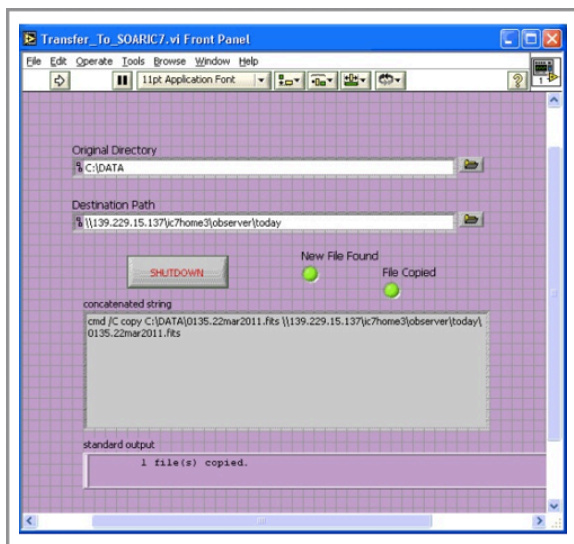 Transfer_To_SOARIC7.vi Front Panel
File Edit Operate Tools Browse Window Help
11pt Application Font
?
1
Original Directory
C:\DATA
Destination Path
\\139.229.15.137\ic7home3\observer\today
New File Found
SHUTDOWN
File Copied
concatenated string
cmd /C copy C:\DATA\0135.22mar2011.fits \\139.229.15.137\ic7home3\observer\today\
0135.22mar2011.fits
standard output
1 file(s) copied.